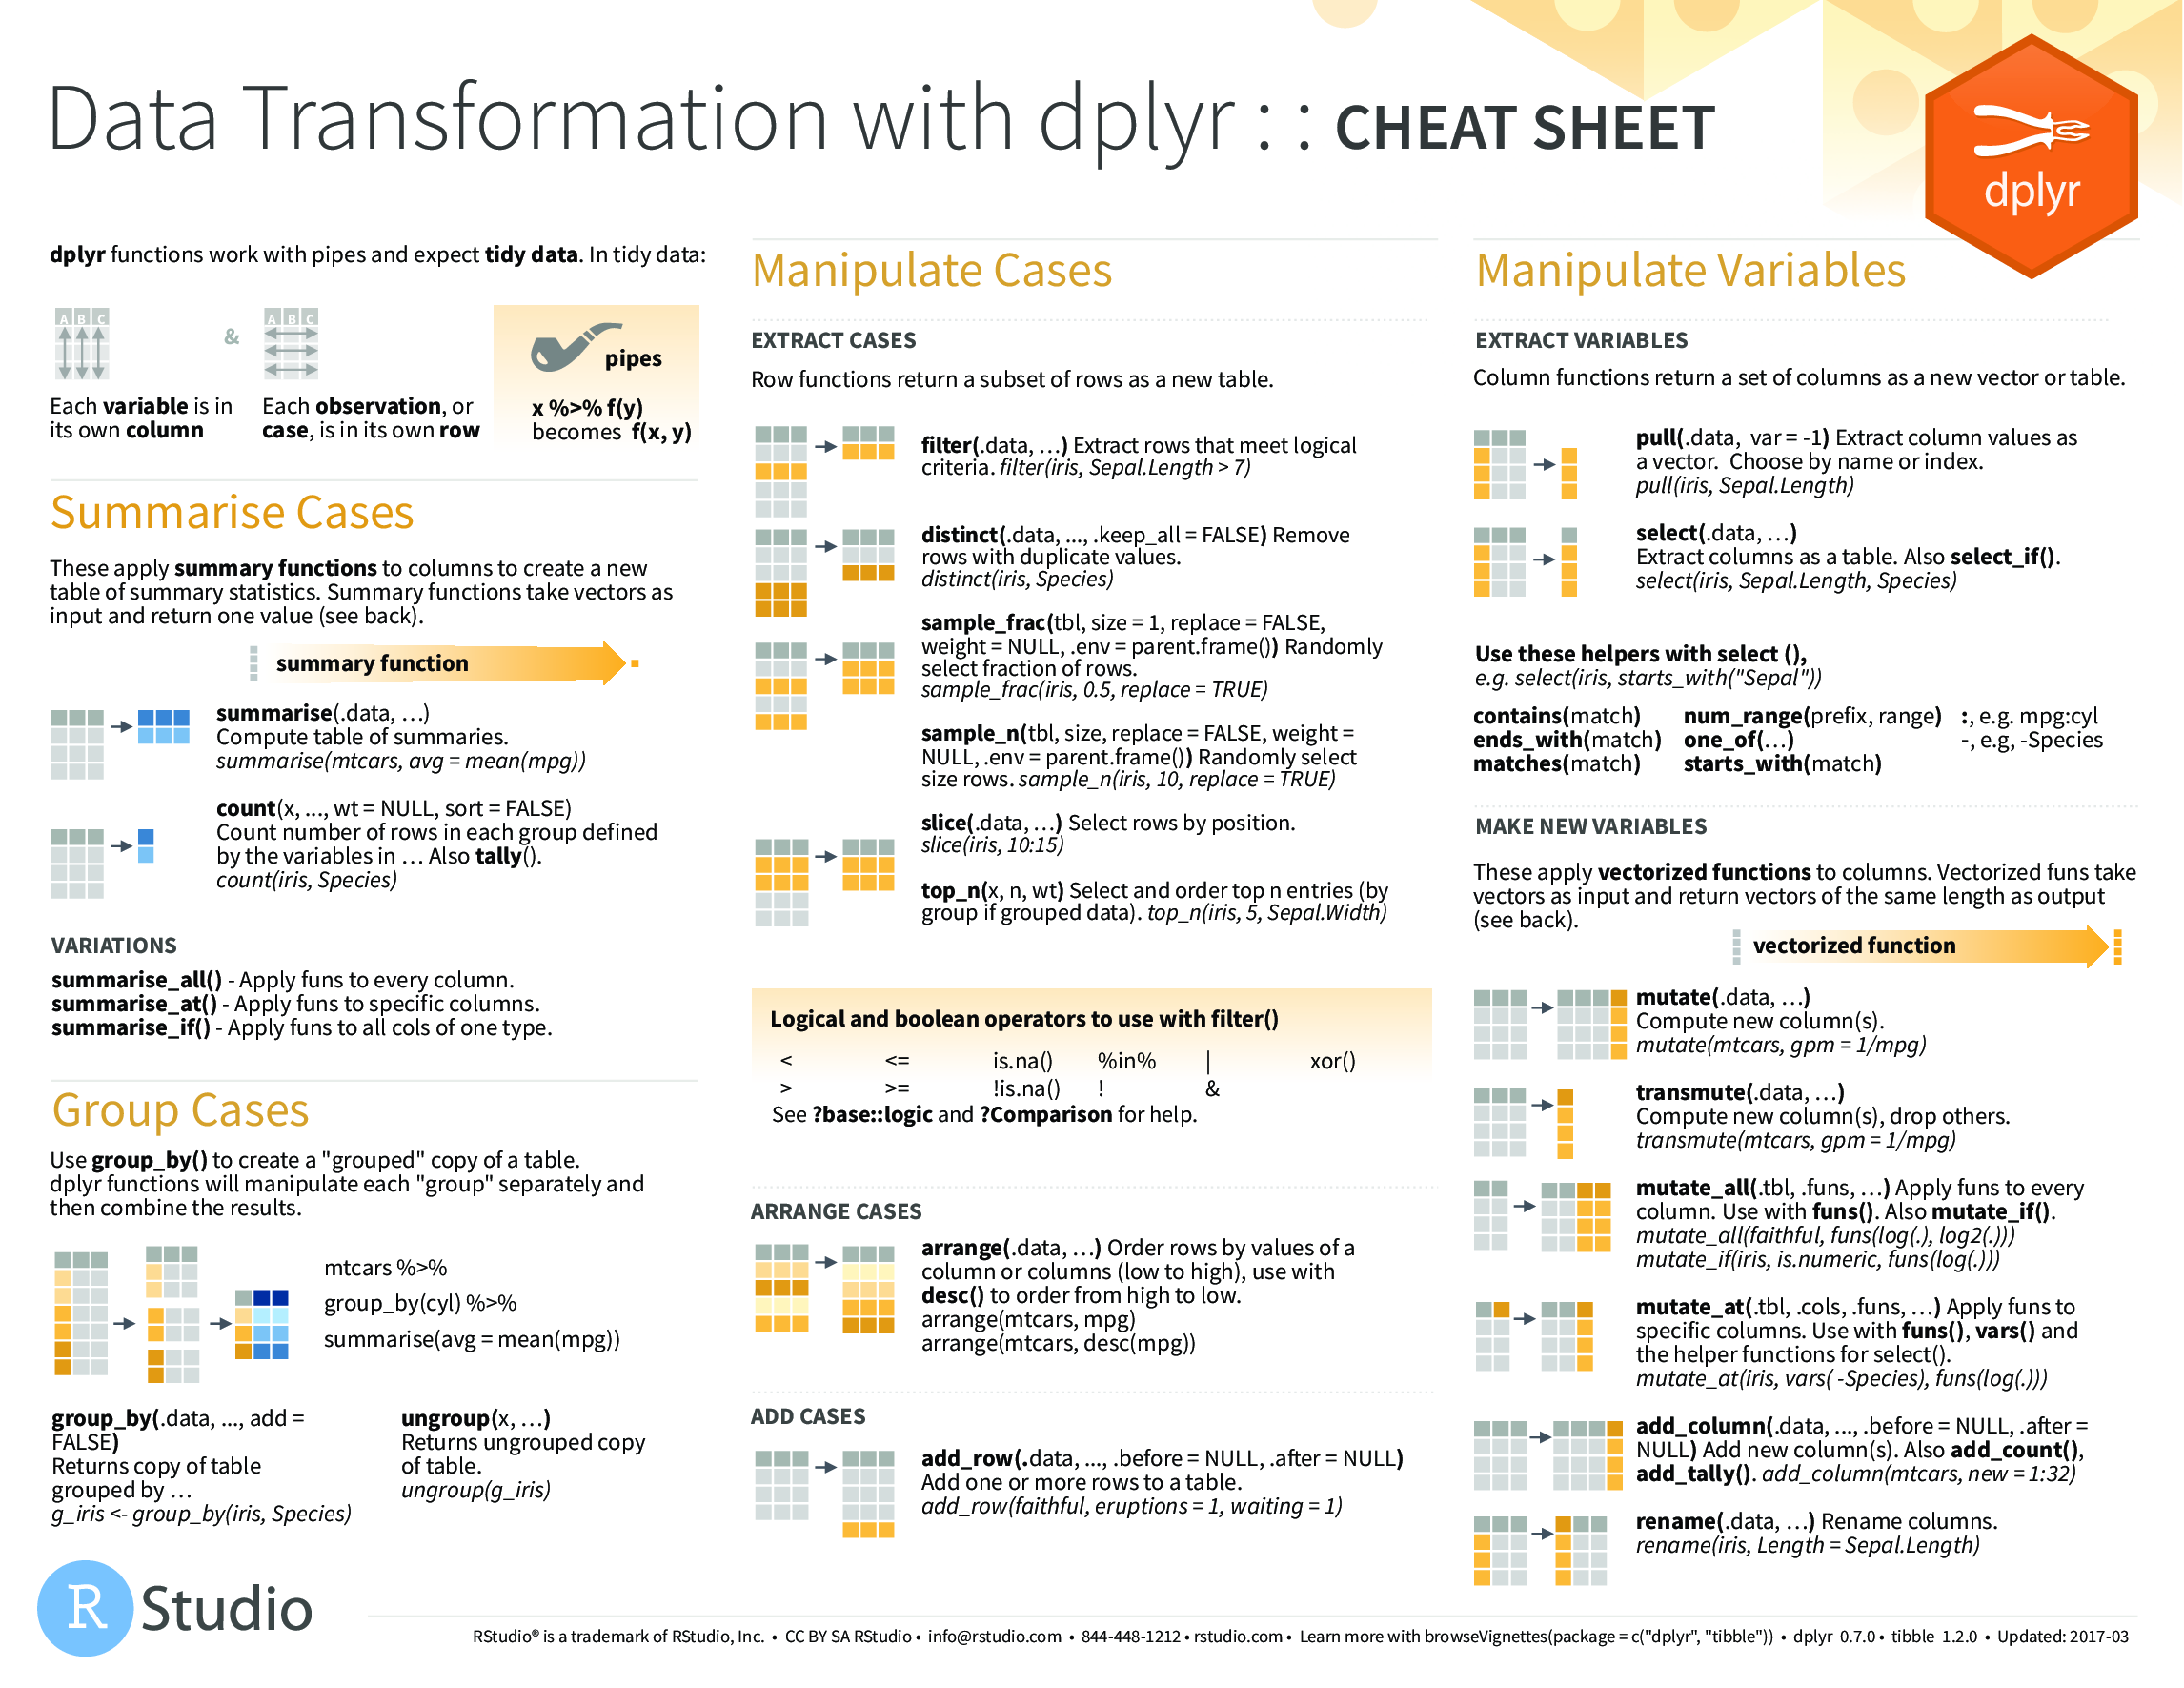 Data Transformation with dplyr : : CHEAT SHEET
dplyr
dplyr functions work with pipes and expect tidy data. In tidy data:
A B C
&
A B C
Each variable is in
its own column
Each observation, or
case, is in its own row
pipes
x %>% f(y)
becomes f(x, y)
Summarise Cases
These apply summary functions to columns to create a new
table of summary statistics. Summary functions take vectors as
input and return one value (see back).
summary function
summarise(.data, …)
Compute table of summaries.
summarise(mtcars, avg = mean(mpg))
count(x, ..., wt = NULL, sort = FALSE)
Count number of rows in each group defined
by the variables in … Also tally().
count(iris, Species)
VARIATIONS
summarise_all() - Apply funs to every column.
summarise_at() - Apply funs to specific columns.
summarise_if() - Apply funs to all cols of one type.
Group Cases
Use group_by() to create a "grouped" copy of a table.
dplyr functions will manipulate each "group" separately and
then combine the results.
mtcars %>%
group_by(cyl) %>%
summarise(avg = mean(mpg))
group_by(.data, ..., add =
FALSE)
Returns copy of table
grouped by …
g_iris <- group_by(iris, Species)
ungroup(x, …)
Returns ungrouped copy
of table.
ungroup(g_iris)
Manipulate Cases
EXTRACT CASES
Row functions return a subset of rows as a new table.
filter(.data, …) Extract rows that meet logical
criteria. filter(iris, Sepal.Length > 7)
distinct(.data, ..., .keep_all = FALSE) Remove
rows with duplicate values.
distinct(iris, Species)
sample_frac(tbl, size = 1, replace = FALSE,
weight = NULL, .env = parent.frame()) Randomly
select fraction of rows.
sample_frac(iris, 0.5, replace = TRUE)
sample_n(tbl, size, replace = FALSE, weight =
NULL, .env = parent.frame()) Randomly select
size rows. sample_n(iris, 10, replace = TRUE)
slice(.data, …) Select rows by position.
slice(iris, 10:15)
top_n(x, n, wt) Select and order top n entries (by
group if grouped data). top_n(iris, 5, Sepal.Width)
Logical and boolean operators to use with filter()
< <= is.na() %in% | xor()
> >= !is.na() ! &
See ?base::logic and ?Comparison for help.
ARRANGE CASES
arrange(.data, …) Order rows by values of a
column or columns (low to high), use with
desc() to order from high to low.
arrange(mtcars, mpg)
arrange(mtcars, desc(mpg))
ADD CASES
add_row(.data, ..., .before = NULL, .after = NULL)
Add one or more rows to a table.
add_row(faithful, eruptions = 1, waiting = 1)
Manipulate Variables
EXTRACT VARIABLES
Column functions return a set of columns as a new vector or table.
pull(.data, var = -1) Extract column values as
a vector. Choose by name or index.
pull(iris, Sepal.Length)
select(.data, …)
Extract columns as a table. Also select_if().
select(iris, Sepal.Length, Species)
Use these helpers with select (),
e.g. select(iris, starts_with("Sepal"))
contains(match) num_range(prefix, range) :, e.g. mpg:cyl
ends_with(match) one_of(…) -, e.g, -Species
matches(match) starts_with(match)
MAKE NEW VARIABLES
These apply vectorized functions to columns. Vectorized funs take
vectors as input and return vectors of the same length as output
(see back).
vectorized function
mutate(.data, …)
Compute new column(s).
mutate(mtcars, gpm = 1/mpg)
transmute(.data, …)
Compute new column(s), drop others.
transmute(mtcars, gpm = 1/mpg)
mutate_all(.tbl, .funs, …) Apply funs to every
column. Use with funs(). Also mutate_if().
mutate_all(faithful, funs(log(.), log2(.)))
mutate_if(iris, is.numeric, funs(log(.)))
mutate_at(.tbl, .cols, .funs, …) Apply funs to
specific columns. Use with funs(), vars() and
the helper functions for select().
mutate_at(iris, vars( -Species), funs(log(.)))
add_column(.data, ..., .before = NULL, .after =
NULL) Add new column(s). Also add_count(),
add_tally(). add_column(mtcars, new = 1:32)
rename(.data, …) Rename columns.
rename(iris, Length = Sepal.Length)
R Studio
RStudio® is a trademark of RStudio, Inc. • CC BY SA RStudio • info@rstudio.com • 844-448-1212 • rstudio.com • Learn more with browseVignettes(package = c("dplyr", "tibble")) • dplyr 0.7.0 • tibble 1.2.0 • Updated: 2017-03